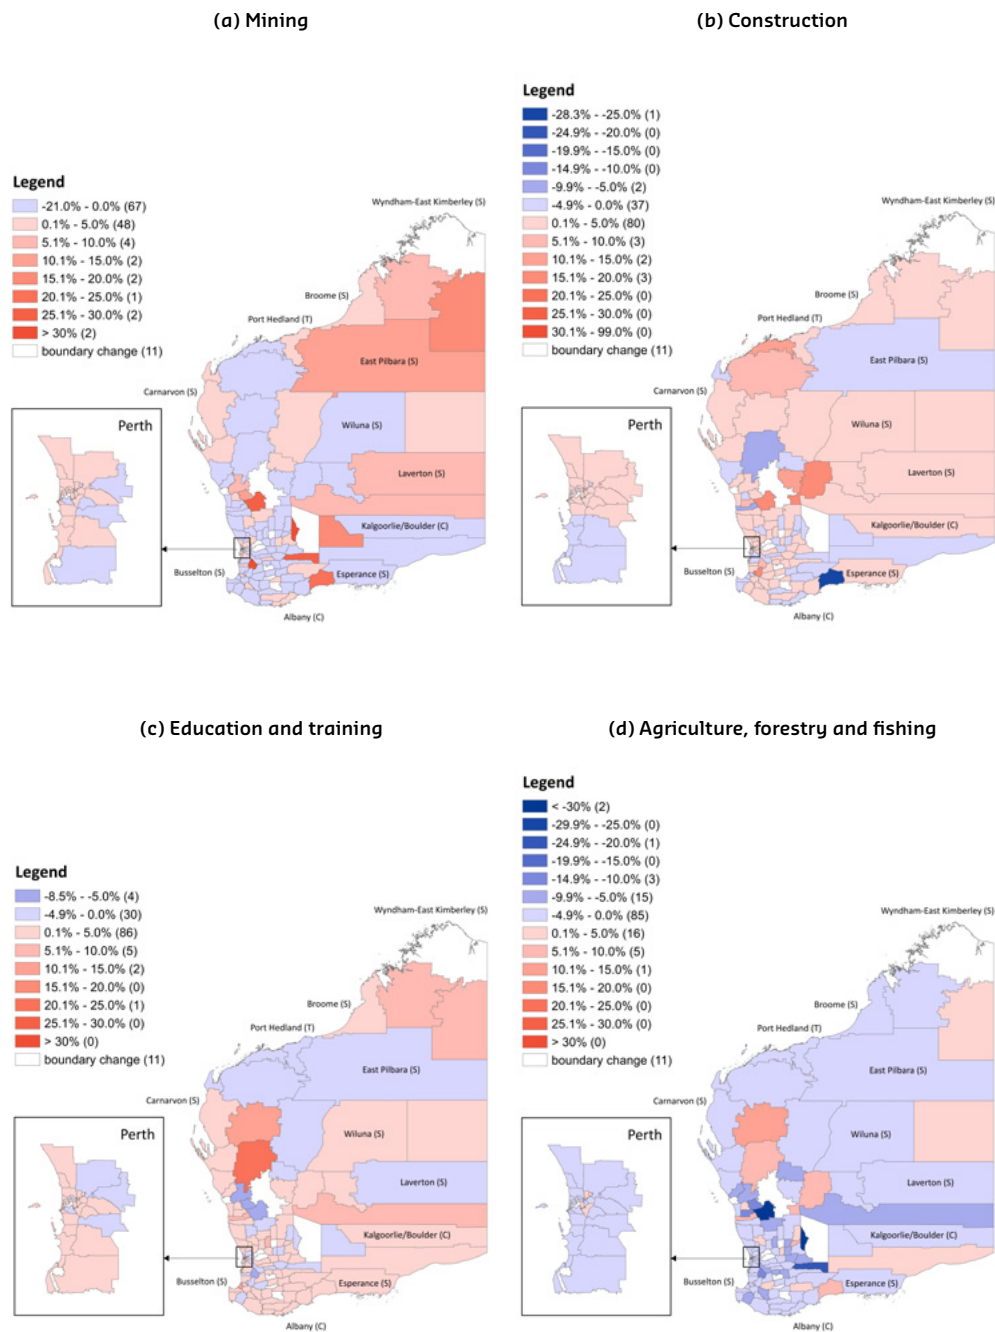 (a) Mining
Legend
-21.0% - 0.0% (67)
0.1% - 5.0% (48)
5.1% - 10.0% (4)
10.1% - 15.0% (2)
15.1% - 20.0% (2)
20.1% - 25.0% (1)
25.1% - 30.0% (2)
> 30% (2)
boundary change (11)
Wyndham-East Kimberley (S)
Broome (S)
Port Hedland (T)
East Pilbara (S)
Carnarvon (S)
Wiluna (S)
Perth
Laverton (S)
Kalgoorlie/Boulder (C)
Busselton (S)
Esperance (S)
Albany (C)
(b) Construction
Legend
-28.3% - -25.0% (1)
-24.9% - -20.0% (0)
-19.9% - -15.0% (0)
-14.9% - -10.0% (0)
-9.9% - -5.0% (2)
-4.9% - 0.0% (37)
0.1% - 5.0% (80)
5.1% - 10.0% (3)
10.1% - 15.0% (2)
15.1% - 20.0% (3)
20.1% - 25.0% (0)
25.1% - 30.0% (0)
30.1% - 99.0% (0)
boundary change (11)
Wyndham-East Kimberley (S)
Broome (S)
Port Hedland (T)
East Pilbara (S)
Carnarvon (S)
Wiluna (S)
Perth
Laverton (S)
Kalgoorlie/Boulder (C)
Busselton (S)
Esperance (S)
Albany (C)
(c) Education and training
Legend
-8.5% - -5.0% (4)
-4.9% - 0.0% (30)
0.1% - 5.0% (86)
5.1% - 10.0% (5)
10.1% - 15.0% (2)
15.1% - 20.0% (0)
20.1% - 25.0% (1)
25.1% - 30.0% (0)
> 30% (0)
boundary change (11)
Wyndham-East Kimberley (S)
Broome (S)
Port Hedland (T)
East Pilbara (S)
Carnarvon (S)
Wiluna (S)
Perth
Laverton (S)
Kalgoorlie/Boulder (C)
Busselton (S)
Esperance (S)
Albany (C)
(d) Agriculture, forestry and fishing
Legend
< -30% (2)
-29.9% - -25.0% (0)
-24.9% - -20.0% (1)
-19.9% - -15.0% (0)
-14.9% - -10.0% (3)
-9.9% - -5.0% (15)
-4.9% - 0.0% (85)
0.1% - 5.0% (16)
5.1% - 10.0% (5)
10.1% - 15.0% (1)
15.1% - 20.0% (0)
20.1% - 25.0% (0)
25.1% - 30.0% (0)
> 30% (0)
boundary change (11)
Wyndham-East Kimberley (S)
Broome (S)
Port Hedland (T)
East Pilbara (S)
Carnarvon (S)
Wiluna (S)
Perth
Laverton (S)
Kalgoorlie/Boulder (C)
Busselton (S)
Esperance (S)
Albany (C)